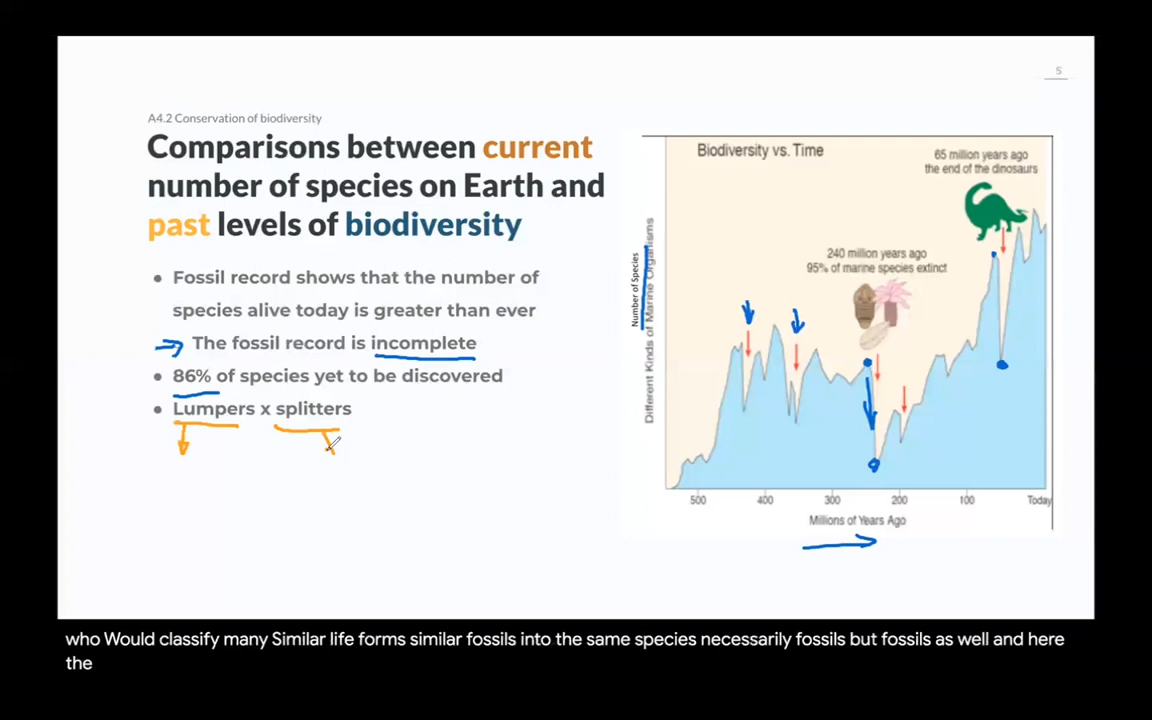 5
A4.2 Conservation of biodiversity
Comparisons between current
number of species on Earth and
past levels of biodiversity
• Fossil record shows that the number of
species alive today is greater than ever
The fossil record is incomplete
• 86% of species yet to be discovered
• Lumpers x splitters
Biodiversity vs. Time
65 million years ago
the end of the dinosaurs
240 million years ago
95% of marine species extinct
Number of Species
Different Kinds of Marine Organisms
500 400 300 200 100 Today
Millions of Years Ago
who Would classify many Similar life forms similar fossils into the same species necessarily fossils but fossils as well and here
the